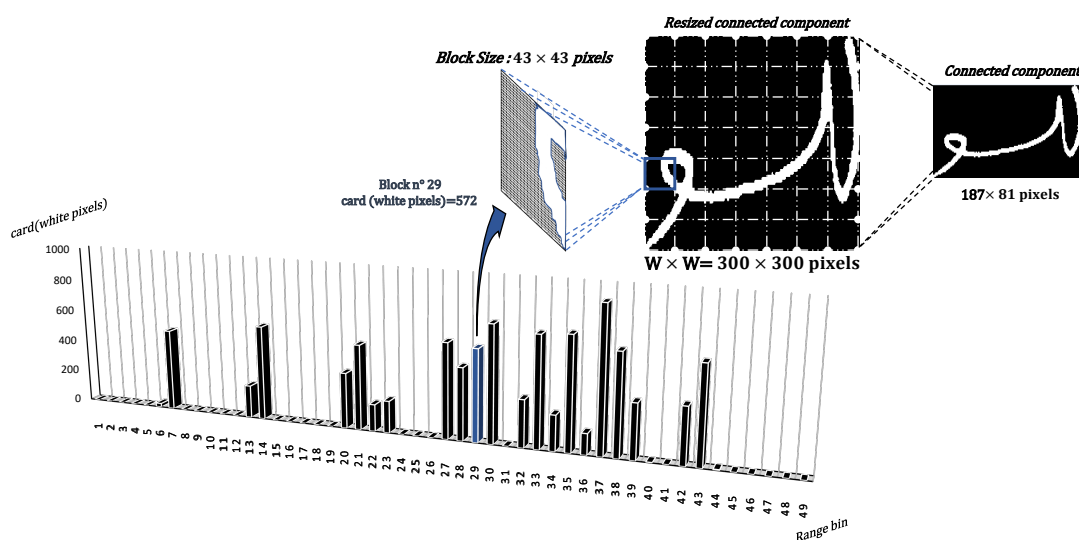 Resized connected component
Block Size : 43 × 43 pixels
Connected component
Block n° 29
card (white pixels)=572
187× 81 pixels
card(white pixels)
W × W= 300 × 300 pixels
1000
800
600
400
200
0
1 2 3 4 5 6 7 8 9 10 11 12 13 14 15 16 17 18 19 20 21 22 23 24 25 26 27 28 29 30 31 32 33 34 35 36 37 38 39 40 41 42 43 44 45 46 47 48 49
Range bin